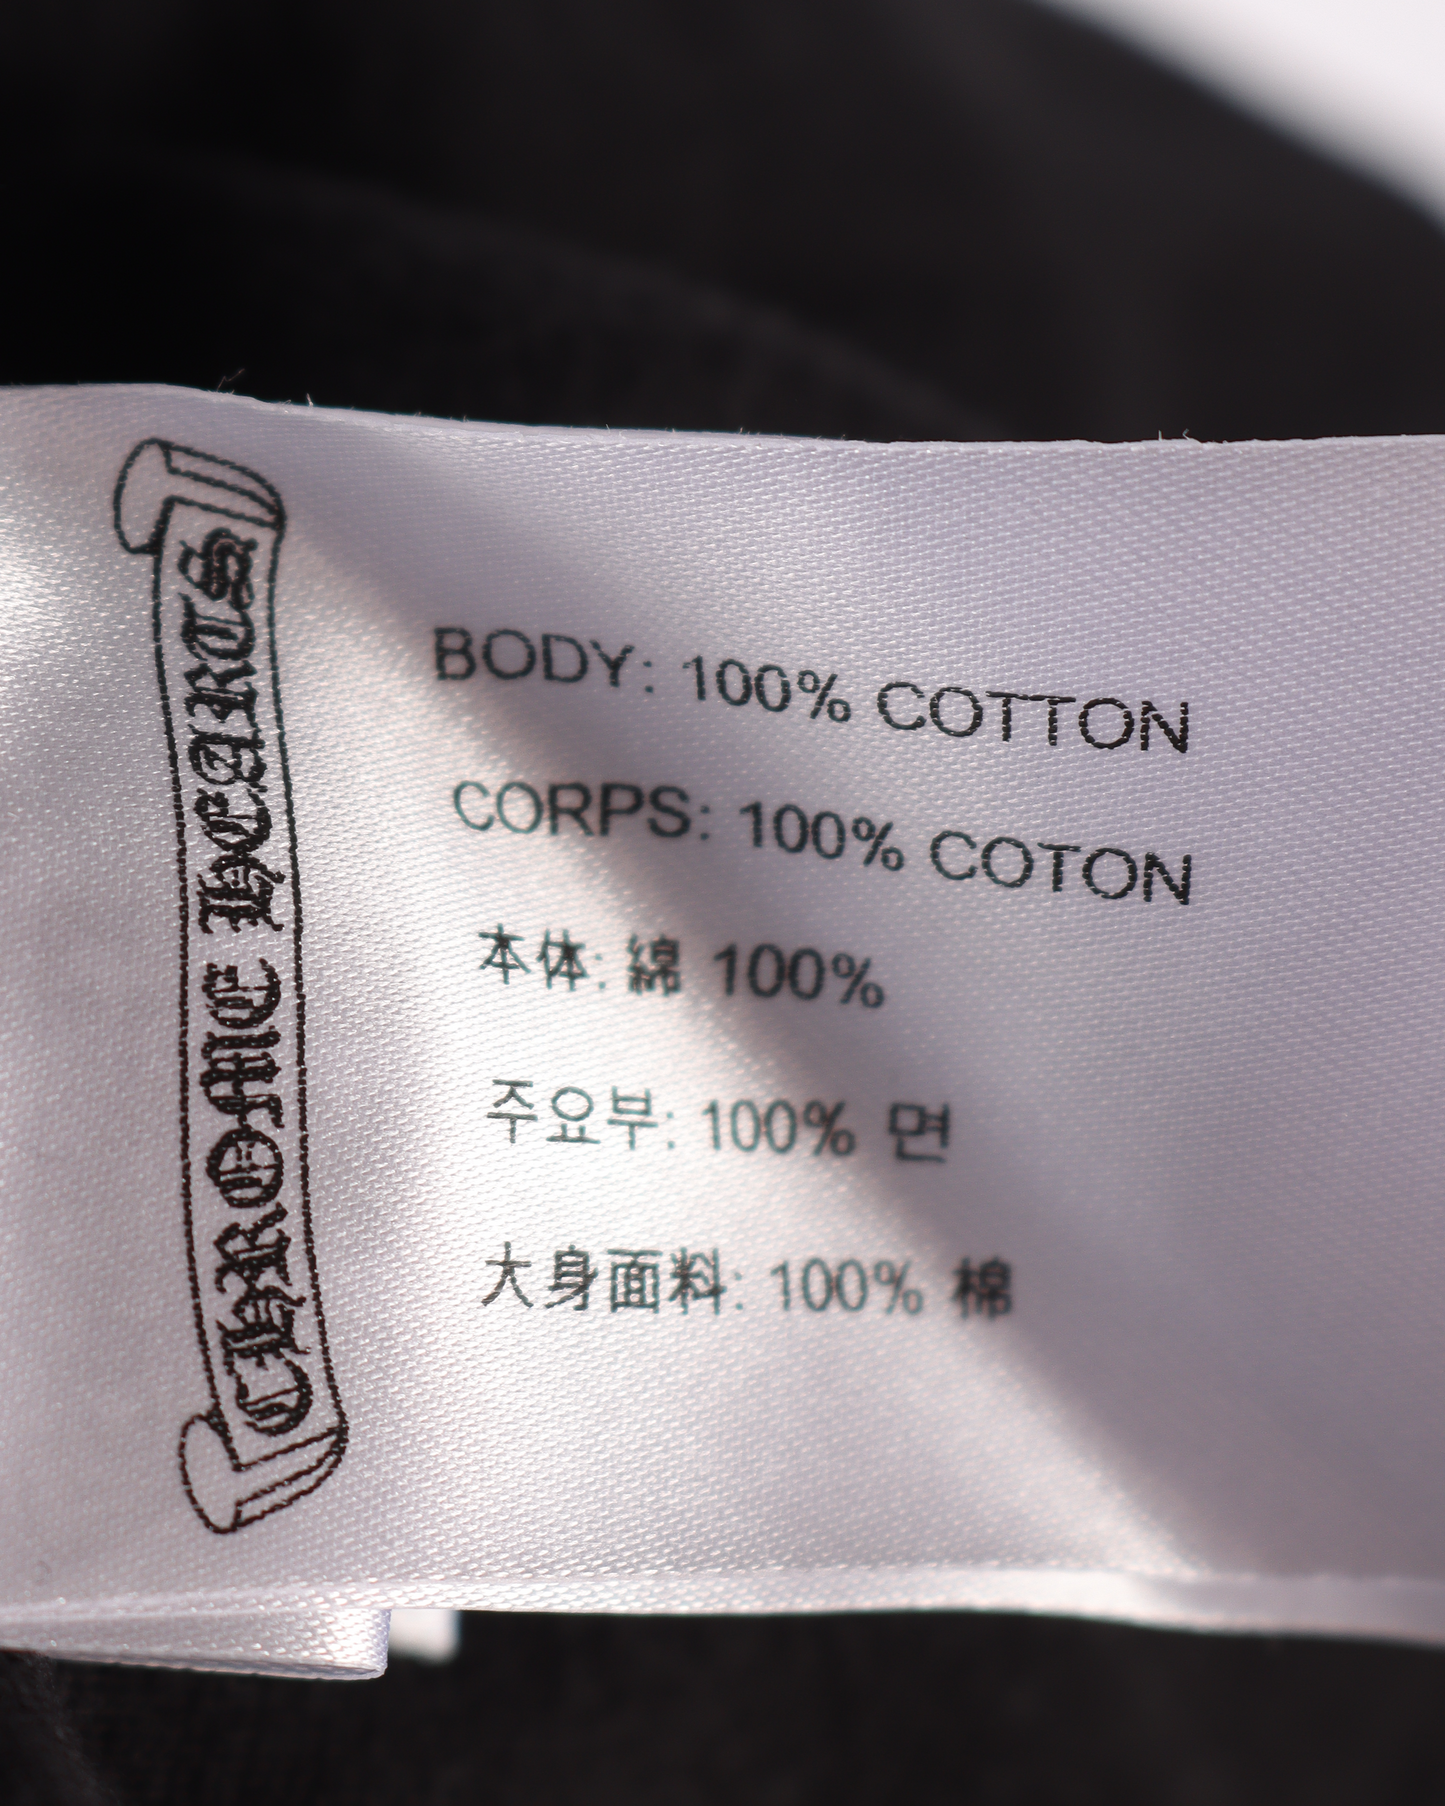 CHROME HEARTS
BODY: 100% COTTON
CORPS: 100% COTON
本体: 綿 100%
주요부: 100% 면
大身面料: 100% 棉